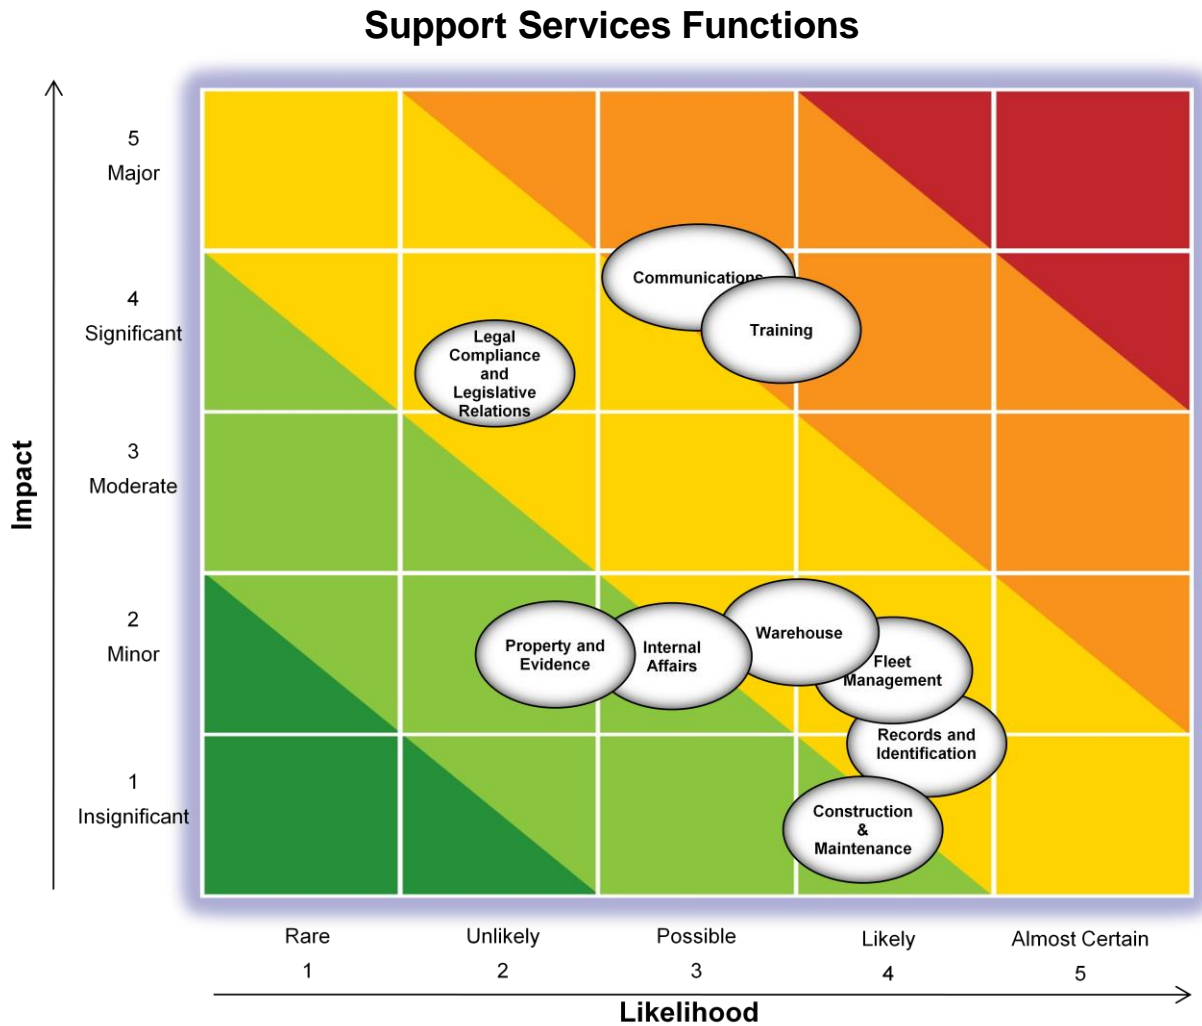 Support Services Functions
5
Major
4
Significant
3
Moderate
2
Minor
1
Insignificant
Impact
Communications
Training
Legal
Compliance
and
Legislative
Relations
Property and
Evidence
Internal
Affairs
Warehouse
Fleet
Management
Records and
Identification
Construction
&
Maintenance
Rare
1
Unlikely
2
Possible
3
Likely
4
Almost Certain
5
Likelihood